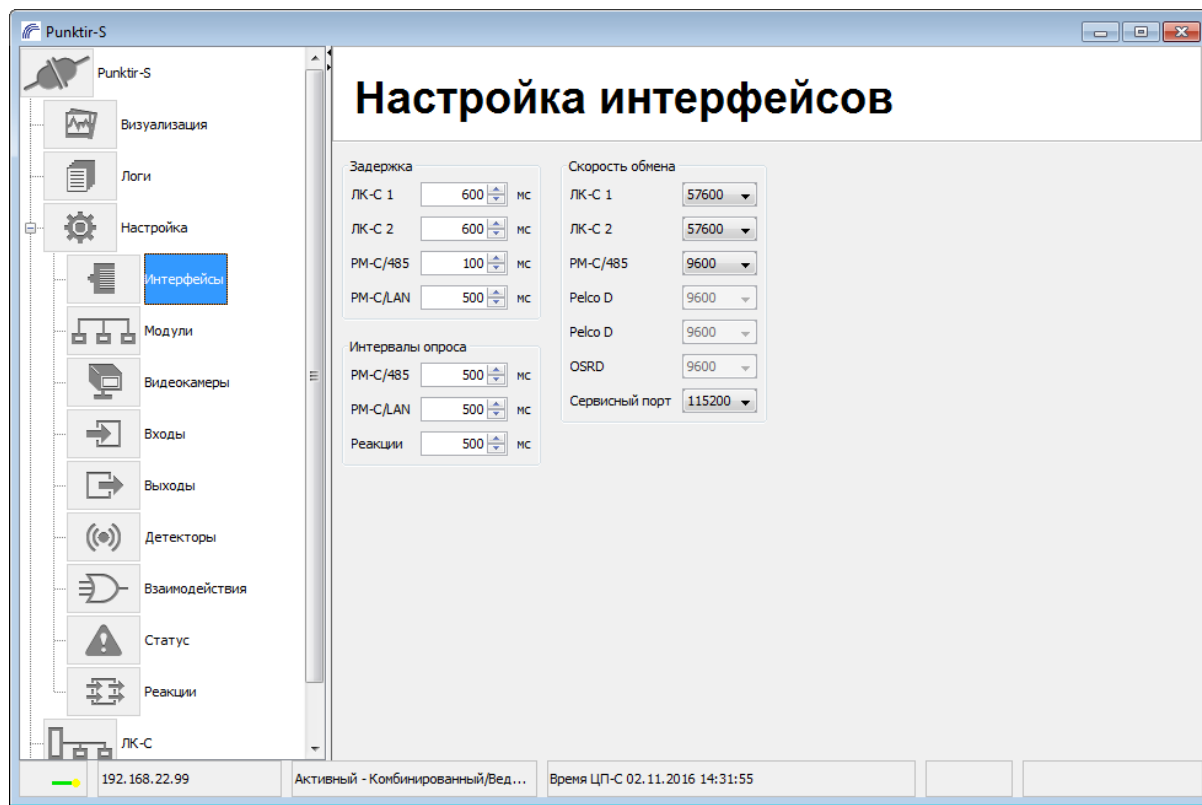 Punktir-S
Punktir-S
Визуализация
Логи
Настройка
Интерфейсы
Модули
Видеокамеры
Входы
Выходы
Детекторы
Взаимодействия
Статус
Реакции
ЛК-С
Настройка интерфейсов
Задержка
ЛК-С 1 600 мс
ЛК-С 2 600 мс
РМ-С/485 100 мс
РМ-С/LAN 500 мс
Интервалы опроса
РМ-С/485 500 мс
РМ-С/LAN 500 мс
Реакции 500 мс
Скорость обмена
ЛК-С 1 57600
ЛК-С 2 57600
РМ-С/485 9600
Pelco D 9600
Pelco D 9600
OSRD 9600
Сервисный порт 115200
192.168.22.99
Активный - Комбинированный/Вед...
Время ЦП-С 02.11.2016 14:31:55